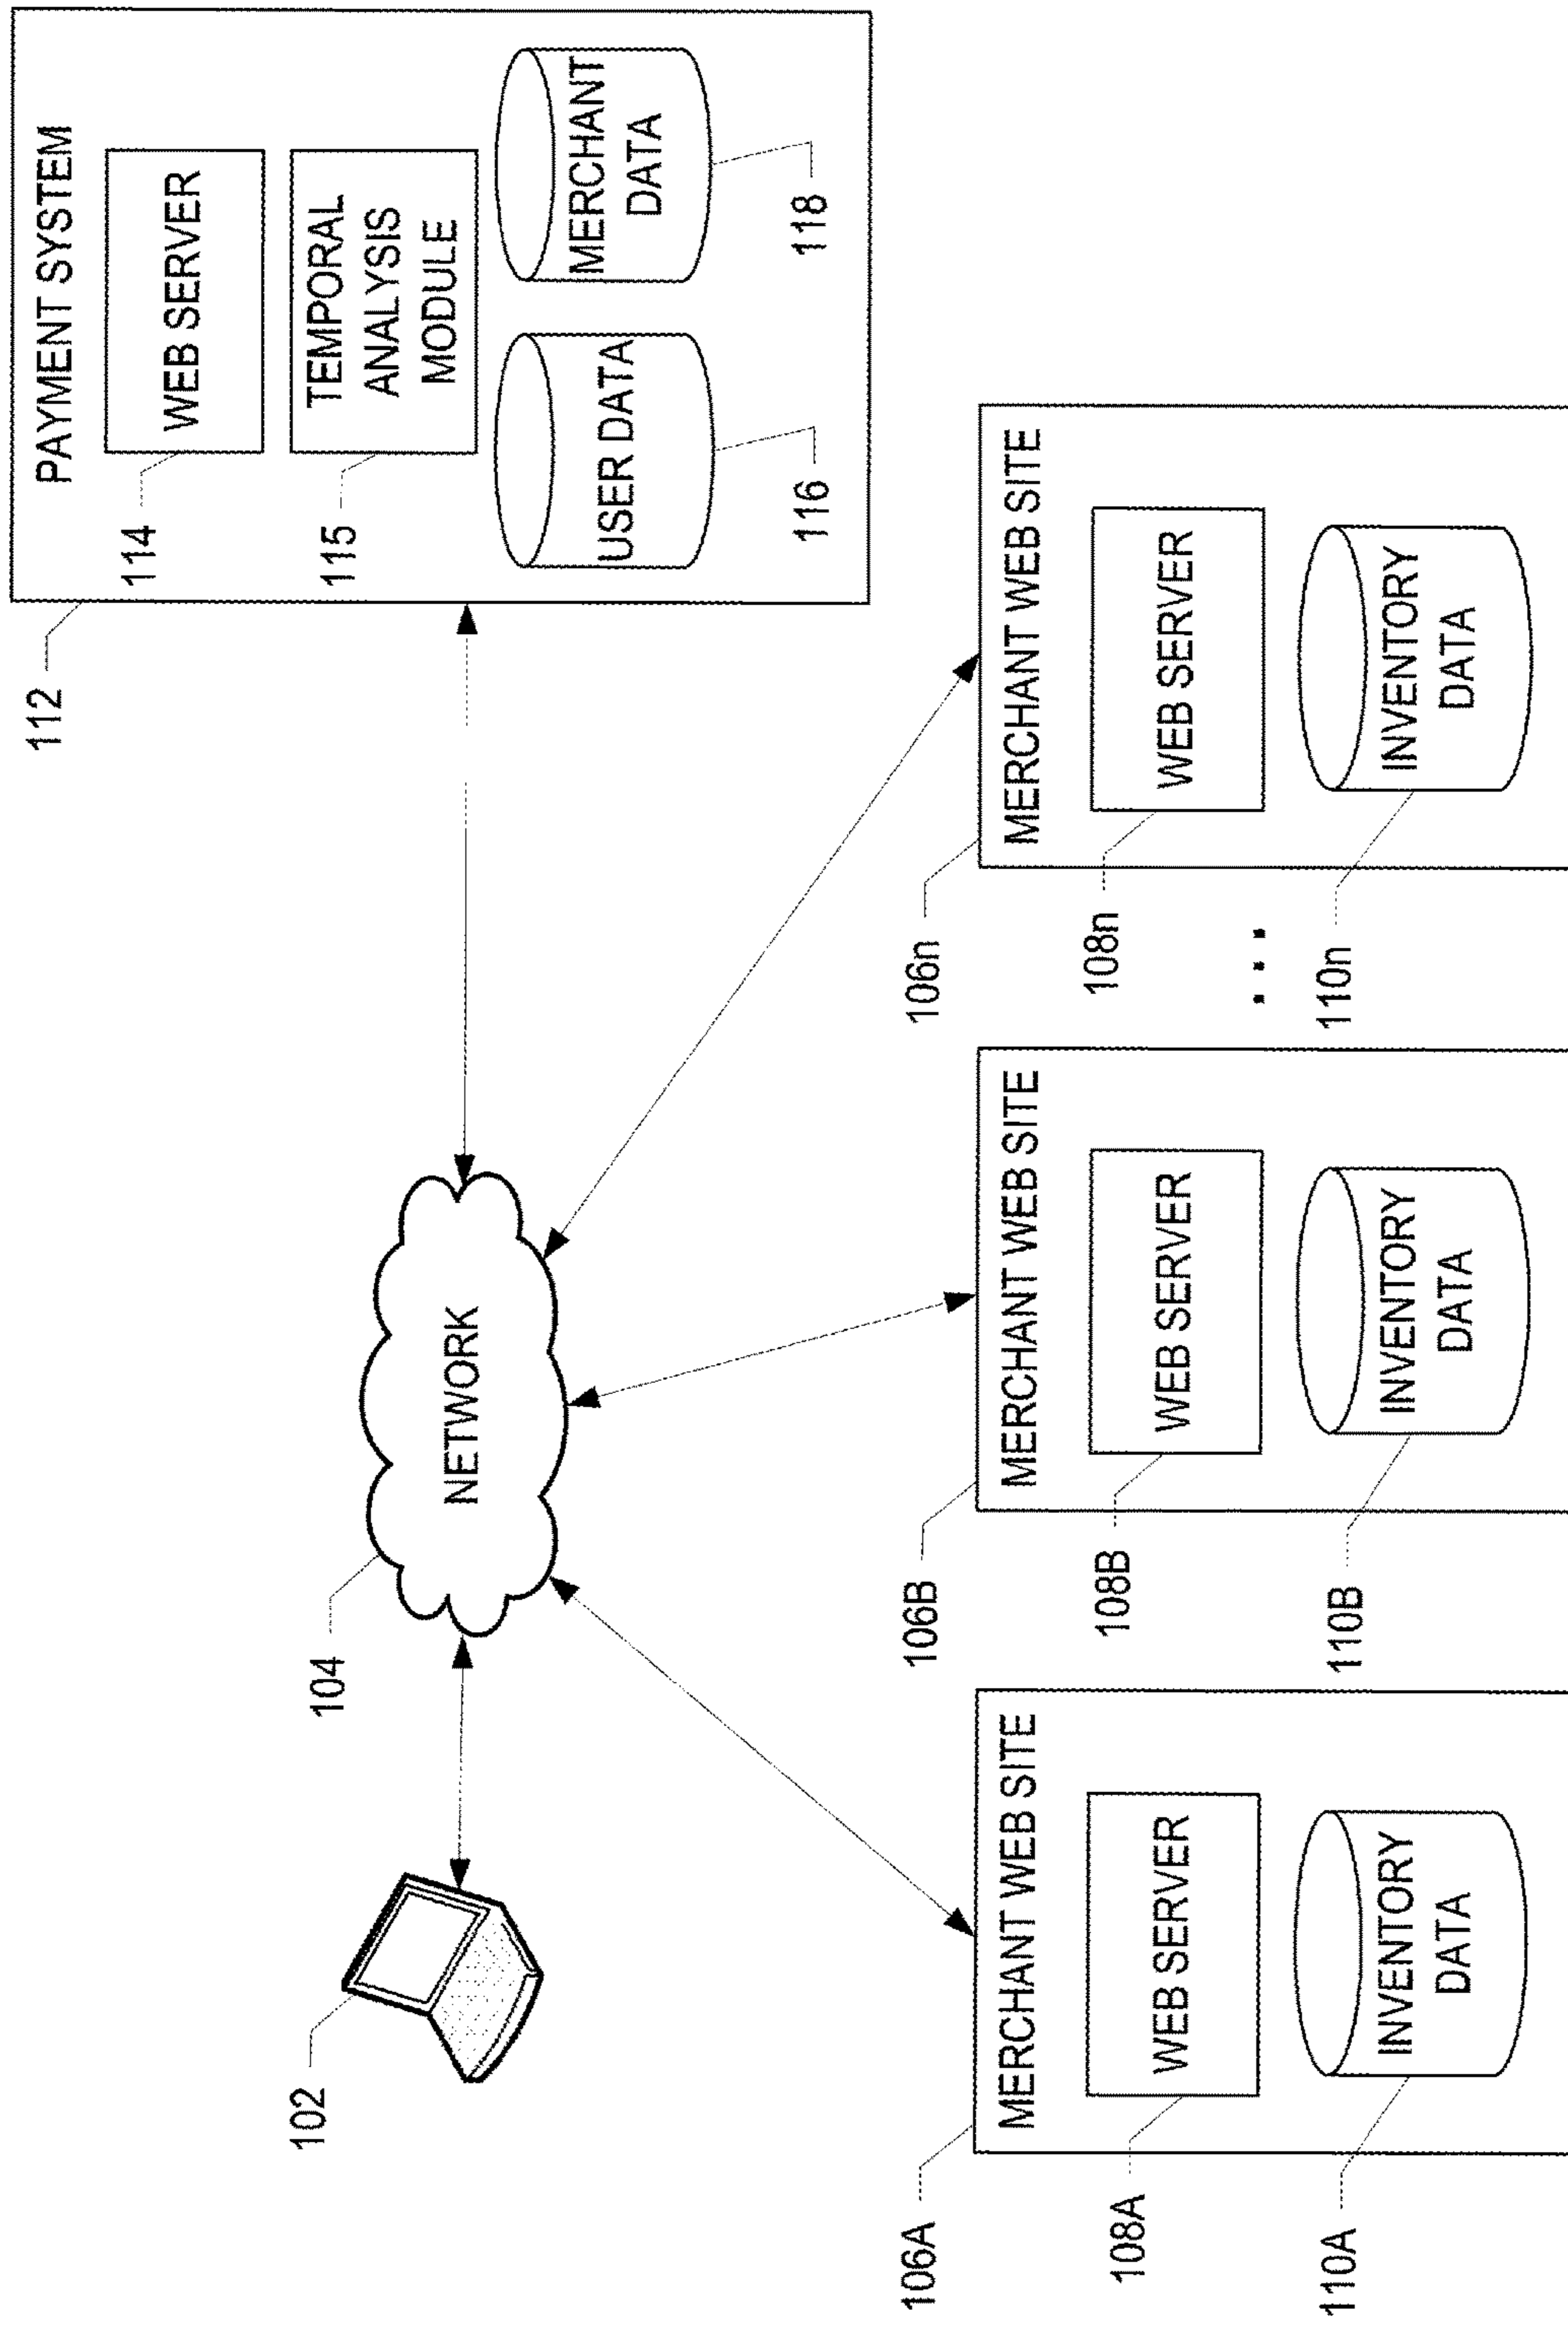 PAYMENT SYSTEM
112
114
WEB SERVER
115
TEMPORAL
ANALYSIS
MODULE
USER DATA
116
MERCHANT
DATA
118
102
104
NETWORK
106A
MERCHANT WEB SITE
108A
WEB SERVER
110A
INVENTORY
DATA
106B
MERCHANT WEB SITE
108B
WEB SERVER
110B
INVENTORY
DATA
...
106n
MERCHANT WEB SITE
108n
WEB SERVER
110n
INVENTORY
DATA